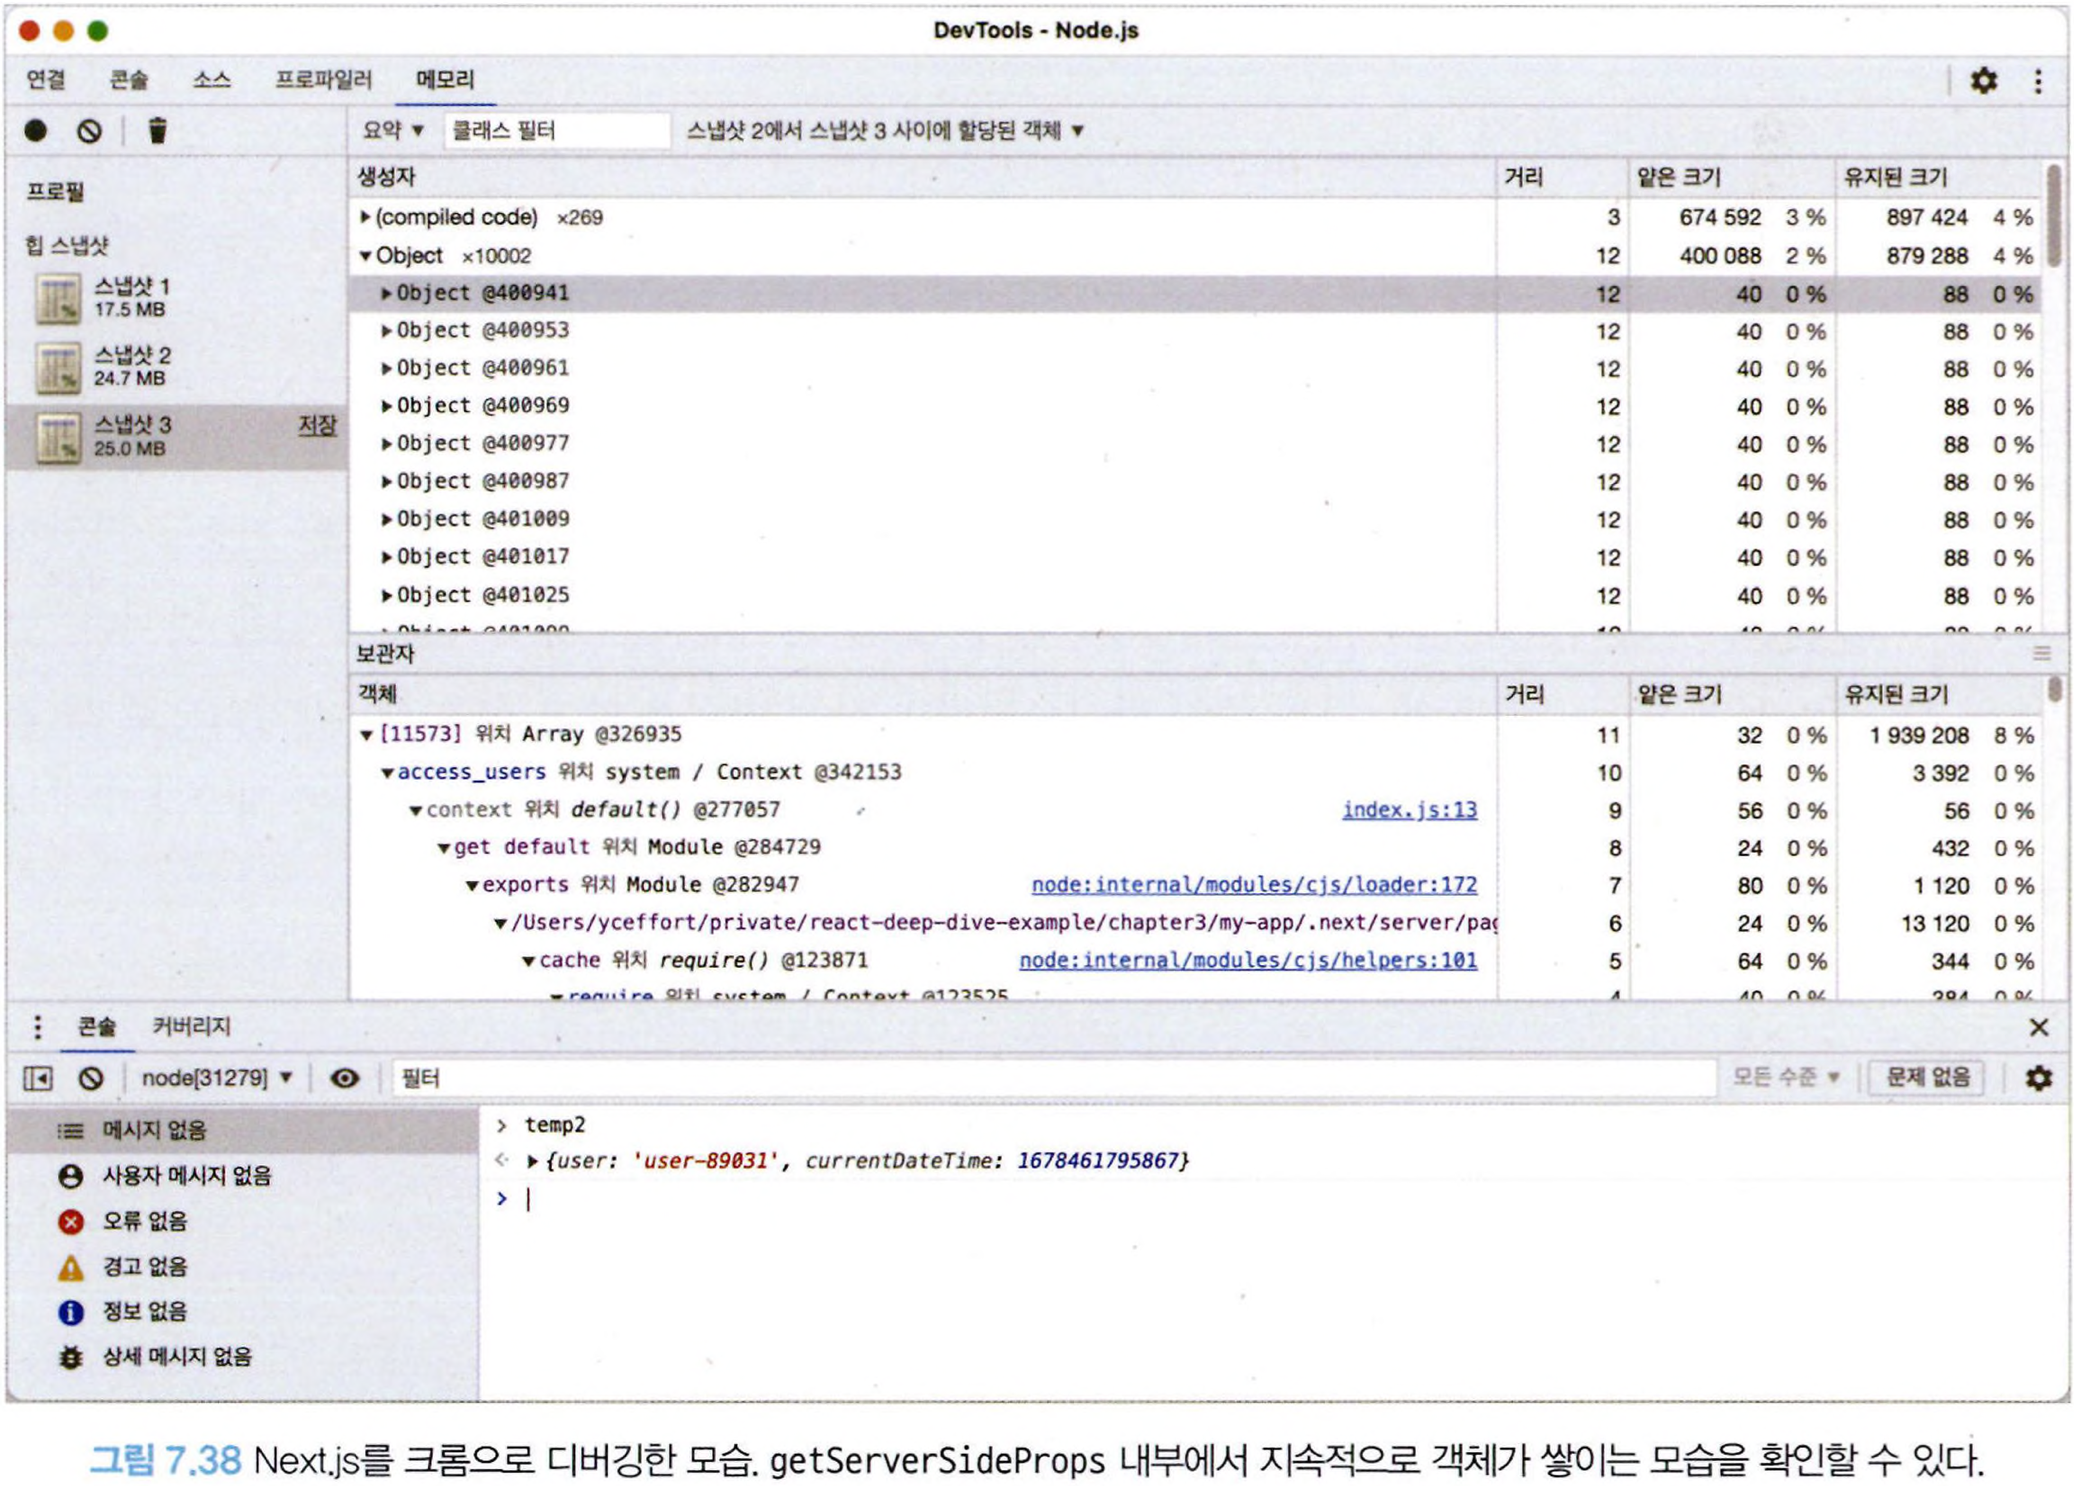 DevTools - Node.js
연결 콘솔 소스 프로파일러 메모리
요약 ▼ 클래스 필터 스냅샷 2에서 스냅샷 3 사이에 할당된 객체 ▼
프로필
힙 스냅샷
스냅샷 1
17.5 MB
스냅샷 2
24.7 MB
스냅샷 3 저장
25.0 MB
생성자 거리 얕은 크기 유지된 크기
▶(compiled code) ×269 3 674 592 3 % 897 424 4 %
▼Object ×10002 12 400 088 2 % 879 288 4 %
▶Object @400941 12 40 0 % 88 0 %
▶Object @400953 12 40 0 % 88 0 %
▶Object @400961 12 40 0 % 88 0 %
▶Object @400969 12 40 0 % 88 0 %
▶Object @400977 12 40 0 % 88 0 %
▶Object @400987 12 40 0 % 88 0 %
▶Object @401009 12 40 0 % 88 0 %
▶Object @401017 12 40 0 % 88 0 %
▶Object @401025 12 40 0 % 88 0 %
보관자
객체 거리 얕은 크기 유지된 크기
▼[11573] 위치 Array @326935 11 32 0 % 1 939 208 8 %
▼access_users 위치 system / Context @342153 10 64 0 % 3 392 0 %
▼context 위치 default() @277057 index.js:13 9 56 0 % 56 0 %
▼get default 위치 Module @284729 8 24 0 % 432 0 %
▼exports 위치 Module @282947 node:internal/modules/cjs/loader:172 7 80 0 % 1 120 0 %
▼/Users/yceffort/private/react-deep-dive-example/chapter3/my-app/.next/server/pag 6 24 0 % 13 120 0 %
▼cache 위치 require() @123871 node:internal/modules/cjs/helpers:101 5 64 0 % 344 0 %
▼require 위치 system / Context @123525 4 40 0 % 384 0 %
콘솔 커버리지
node[31279] ▼ 필터 모든 수준 ▼ 문제 없음
메시지 없음
사용자 메시지 없음
오류 없음
경고 없음
정보 없음
상세 메시지 없음
> temp2
▶{user: 'user-89031', currentDateTime: 1678461795867}
>
그림 7.38 Next.js를 크롬으로 디버깅한 모습. getServerSideProps 내부에서 지속적으로 객체가 쌓이는 모습을 확인할 수 있다.